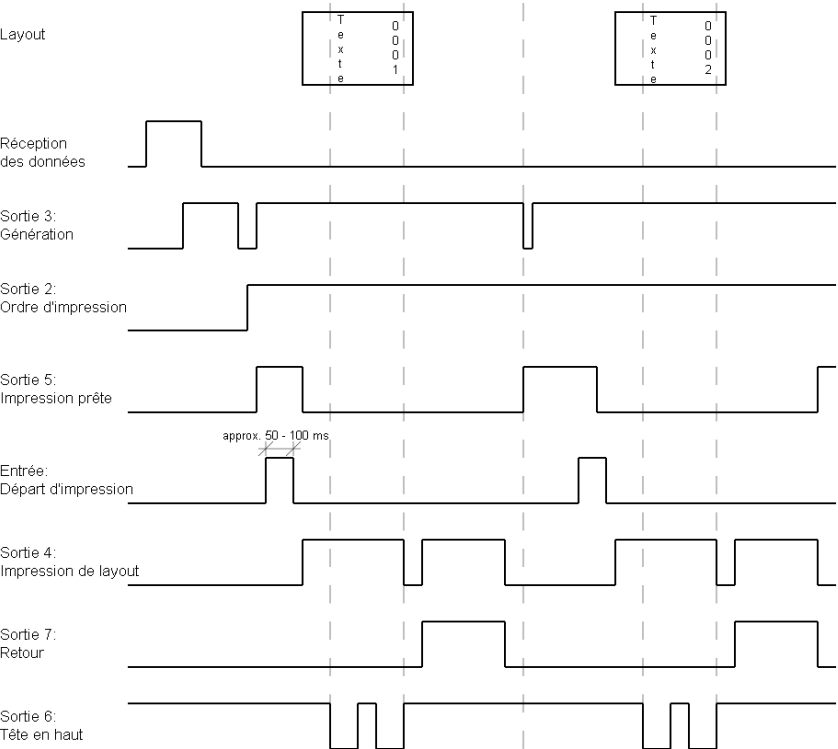 Layout
T
e
x
t
e
0
0
0
1
T
e
x
t
e
0
0
0
2
Réception
des données
Sortie 3:
Génération
Sortie 2:
Ordre d'impression
Sortie 5:
Impression prête
approx. 50 - 100 ms
Entrée:
Départ d'impression
Sortie 4:
Impression de layout
Sortie 7:
Retour
Sortie 6:
Tête en haut